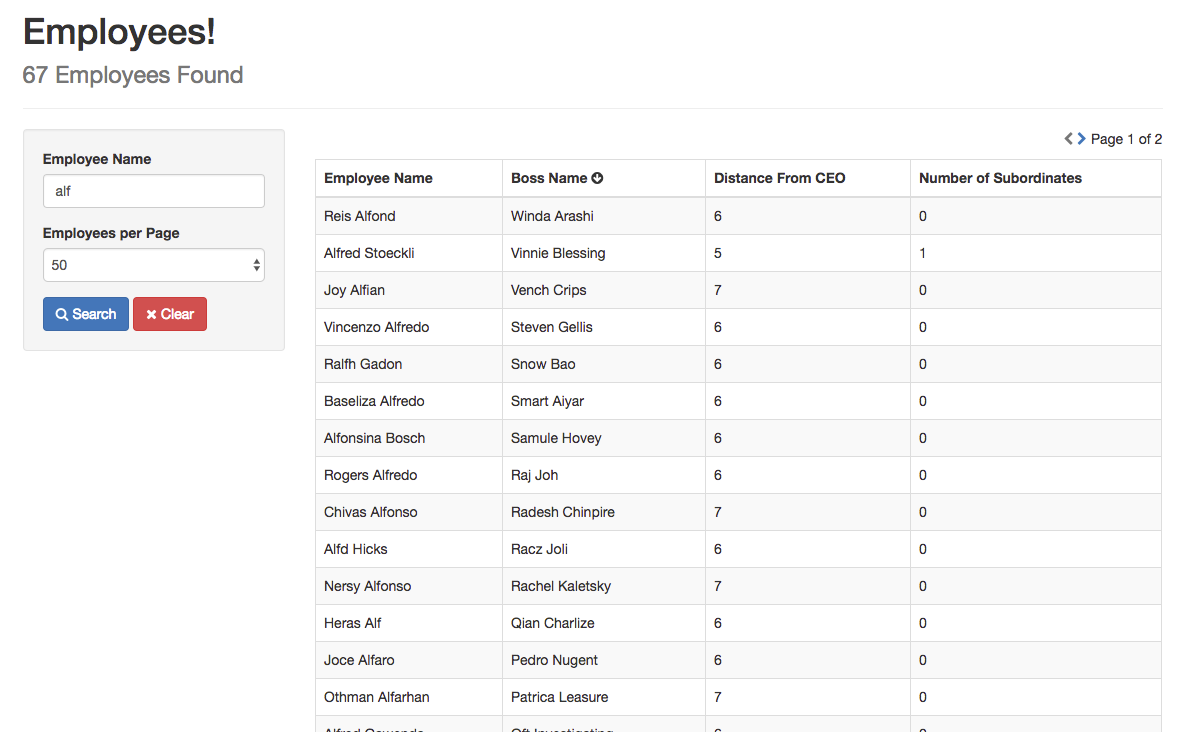 Employees!
67 Employees Found
Employee Name
alf
Employees per Page
50
Search Clear
Page 1 of 2
Employee Name Boss Name Distance From CEO Number of Subordinates
Reis Alfond Winda Arashi 6 0
Alfred Stoeckli Vinnie Blessing 5 1
Joy Alfian Vench Crips 7 0
Vincenzo Alfredo Steven Gellis 6 0
Ralfh Gadon Snow Bao 6 0
Baseliza Alfredo Smart Aiyar 6 0
Alfonsina Bosch Samule Hovey 6 0
Rogers Alfredo Raj Joh 6 0
Chivas Alfonso Radesh Chinpire 7 0
Alfd Hicks Racz Joli 6 0
Nersy Alfonso Rachel Kaletsky 7 0
Heras Alf Qian Charlize 6 0
Joce Alfaro Pedro Nugent 6 0
Othman Alfarhan Patrica Leasure 7 0